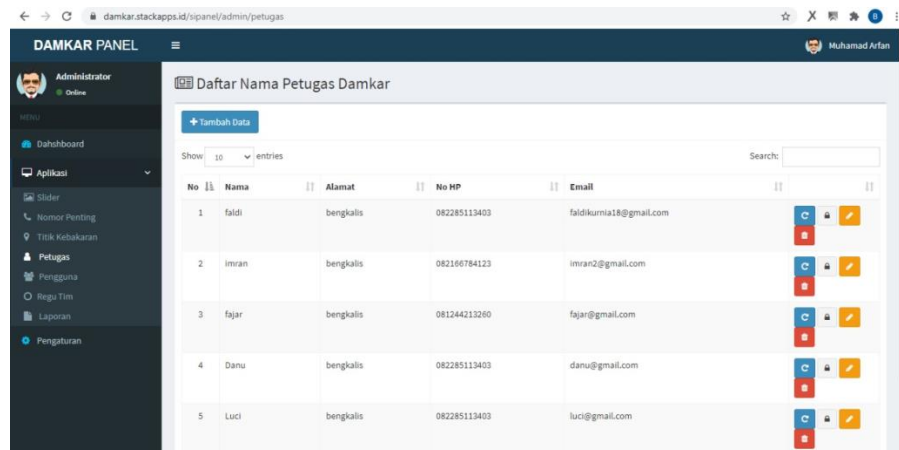 damkar.stackapps.id/sipanel/admin/petugas
B
DAMKAR PANEL
Muhamad Arfan
Administrator
Online
Daftar Nama Petugas Damkar
MENU
Tambah Data
Dahshboard
Show 10 entries
Search:
Aplikasi
No Nama Alamat No HP Email
Slider
Nomor Penting
Titik Kebakaran
Petugas
Pengguna
Regu Tim
Laporan
Pengaturan
1 faldi bengkalis 082285113403 faldikurnia18@gmail.com
2 imran bengkalis 082166784123 imran2@gmail.com
3 fajar bengkalis 081244213260 fajar@gmail.com
4 Danu bengkalis 082285113403 danu@gmail.com
5 Luci bengkalis 082285113403 luci@gmail.com